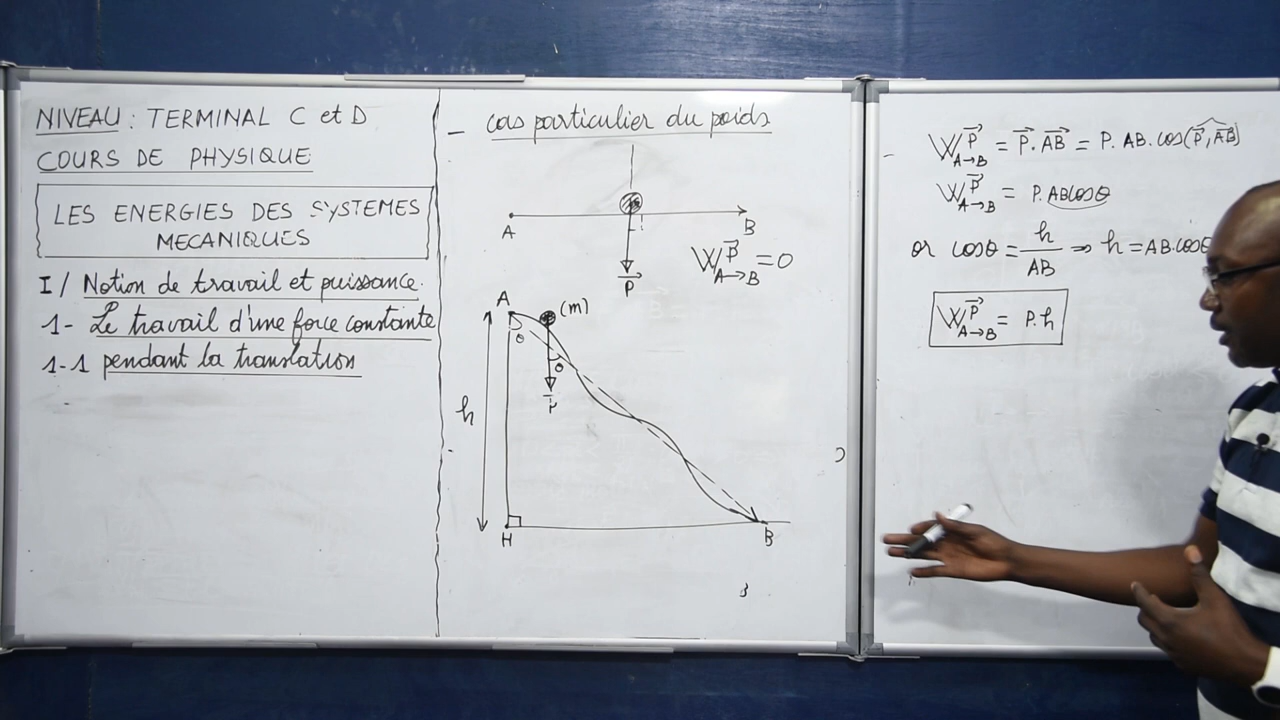 NIVEAU : TERMINAL C et D
COURS DE PHYSIQUE
LES ENERGIES DES SYSTEMES
MECANIQUES
I/ Notion de travail et puissance.
1- Le travail d'une force constante
1-1 pendant la translation
- cas particulier du poids
A
B
P⃗
W P⃗ A→B = 0
A
(m)
θ
θ
P⃗
h
H
B
W P⃗ A→B = P⃗ . AB⃗ = P. AB. cos(P⃗, AB⃗)
W P⃗ A→B = P. AB cosθ
or cosθ = h/AB ⇒ h = AB.cosθ
W P⃗ A→B = P.h